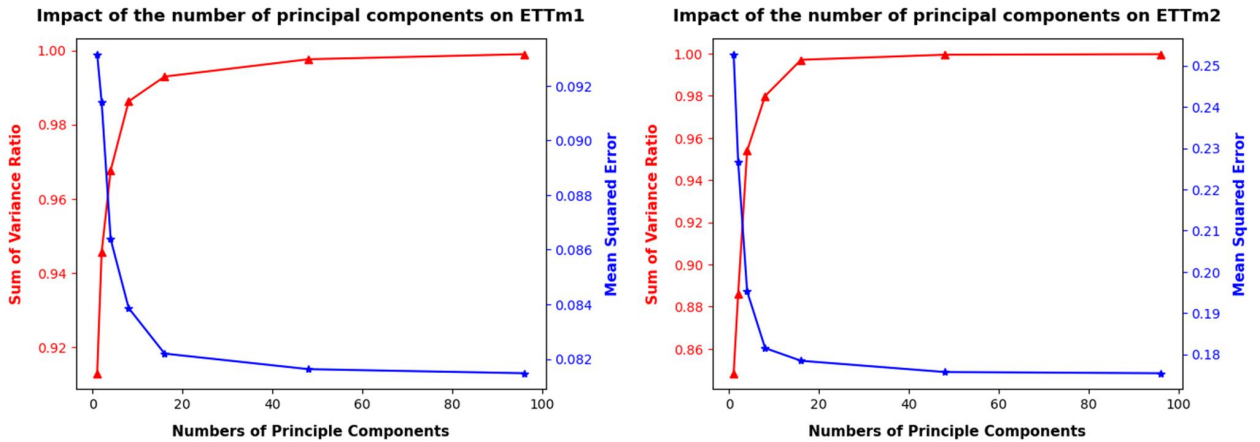 Impact of the number of principal components on ETTm1
1.00
0.98
0.96
0.94
0.92
Sum of Variance Ratio
0.092
0.090
0.088
0.086
0.084
0.082
Mean Squared Error
0 20 40 60 80 100
Numbers of Principle Components
Impact of the number of principal components on ETTm2
1.00
0.98
0.96
0.94
0.92
0.90
0.88
0.86
Sum of Variance Ratio
0.25
0.24
0.23
0.22
0.21
0.20
0.19
0.18
Mean Squared Error
0 20 40 60 80 100
Numbers of Principle Components